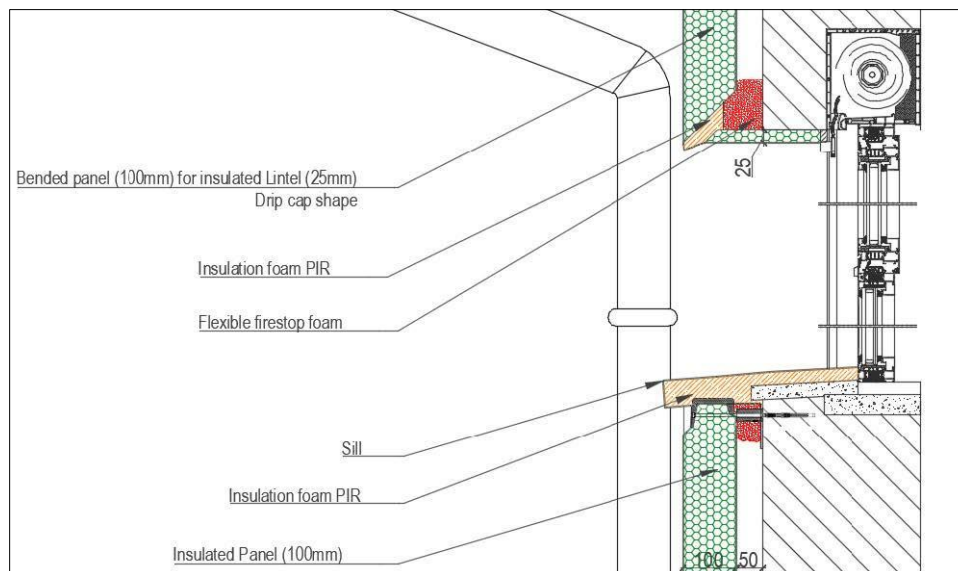 Bended panel (100mm) for insulated Lintel (25mm)
Drip cap shape
25
Insulation foam PIR
Flexible firestop foam
Sill
Insulation foam PIR
Insulated Panel (100mm)
100
50